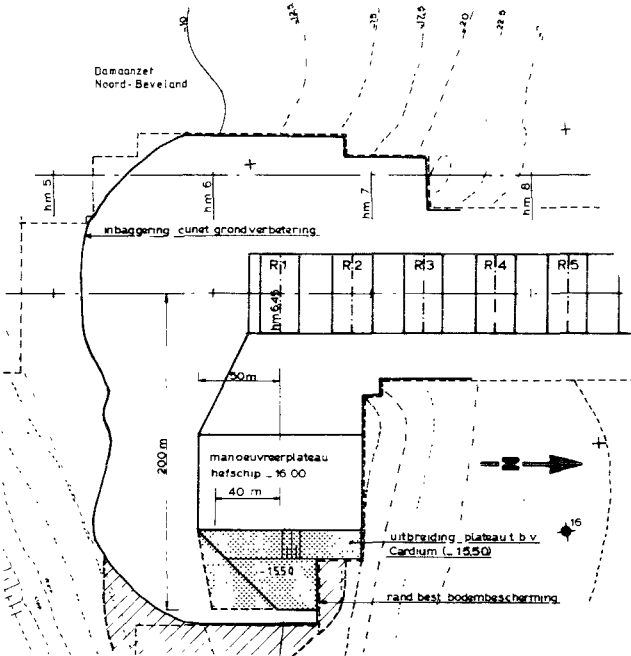 -10
-12,5
-15
-17,5
-20
-22,5
Damaanzet
Noord-Beveland
hm 5
hm 6
hm 7
hm 8
inbaggering cunet grondverbetering
R1
R2
R3
R4
R5
hm 6,45
50 m
200 m
manoeuvreerplateau
hefschip - 16 00
40 m
uitbreiding plateau t b v
Cardium (- 15,50)
- 15,50
16
rand best bodembescherming